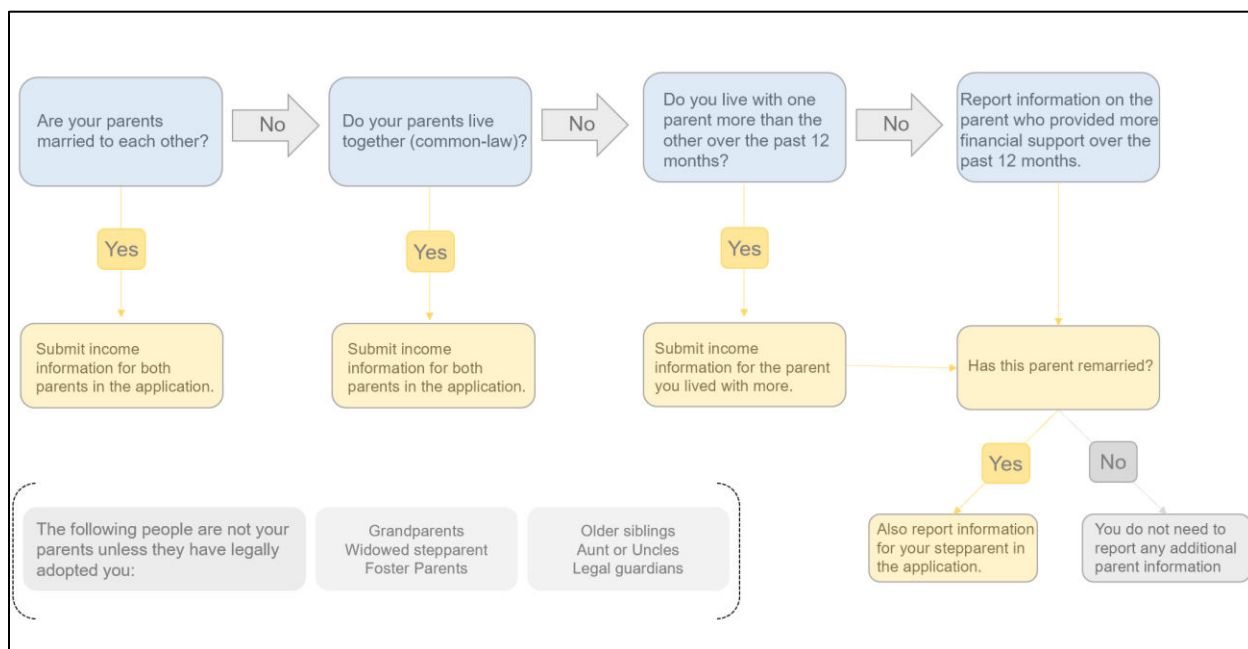 Are your parents
married to each other?
No
Do your parents live
together (common-law)?
No
Do you live with one
parent more than the
other over the past 12
months?
No
Report information on the
parent who provided more
financial support over the
past 12 months.
Yes
Yes
Yes
Submit income
information for both
parents in the application.
Submit income
information for both
parents in the application.
Submit income
information for the parent
you lived with more.
Has this parent remarried?
Yes
No
Also report information
for your stepparent in
the application.
You do not need to
report any additional
parent information
The following people are not your
parents unless they have legally
adopted you:
Grandparents
Widowed stepparent
Foster Parents
Older siblings
Aunt or Uncles
Legal guardians